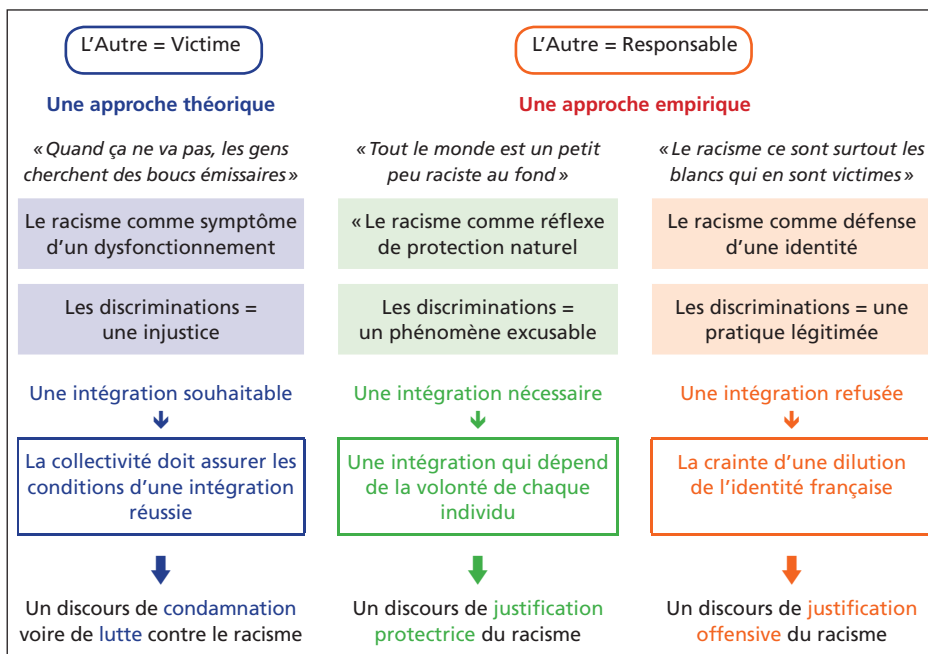 L'Autre = Victime
L'Autre = Responsable
Une approche théorique
Une approche empirique
« Quand ça ne va pas, les gens
cherchent des boucs émissaires »
« Tout le monde est un petit
peu raciste au fond »
« Le racisme ce sont surtout les
blancs qui en sont victimes »
Le racisme comme symptôme
d'un dysfonctionnement
« Le racisme comme réflexe
de protection naturel
Le racisme comme défense
d'une identité
Les discriminations =
une injustice
Les discriminations =
un phénomène excusable
Les discriminations = une
pratique légitimée
Une intégration souhaitable
Une intégration nécessaire
Une intégration refusée
La collectivité doit assurer les
conditions d'une intégration
réussie
Une intégration qui dépend
de la volonté de chaque
individu
La crainte d'une dilution
de l'identité française
Un discours de condamnation
voire de lutte contre le racisme
Un discours de justification
protectrice du racisme
Un discours de justification
offensive du racisme